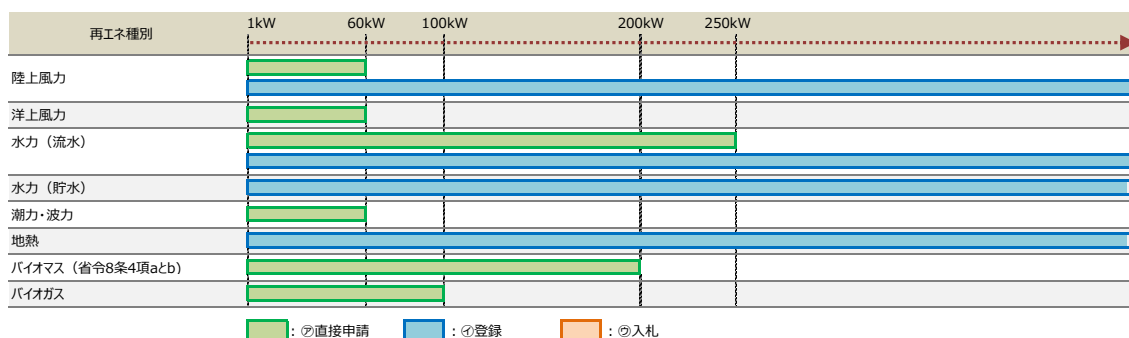 再エネ種別
1kW 60kW 100kW 200kW 250kW
陸上風力
洋上風力
水力（流水）
水力（貯水）
潮力・波力
地熱
バイオマス（省令8条4項aとb）
バイオガス
：㋐直接申請 ：㋑登録 ：㋒入札